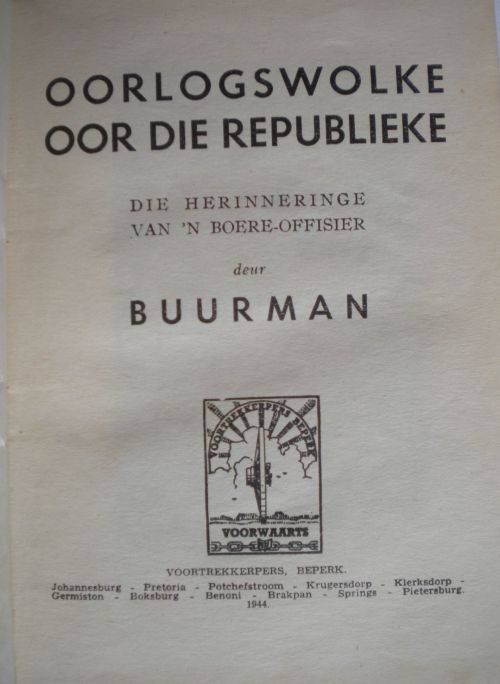 OORLOGSWOLKE
OOR DIE REPUBLIEKE
DIE HERINNERINGE
VAN 'N BOERE-OFFISIER
deur
BUURMAN
VOORTREKKERPERS BEPERK
VOORWAARTS
VOORTREKKERPERS, BEPERK.
Johannesburg - Pretoria - Potchefstroom - Krugersdorp - Klerksdorp -
Germiston - Boksburg - Benoni - Brakpan - Springs - Pietersburg.
1944.